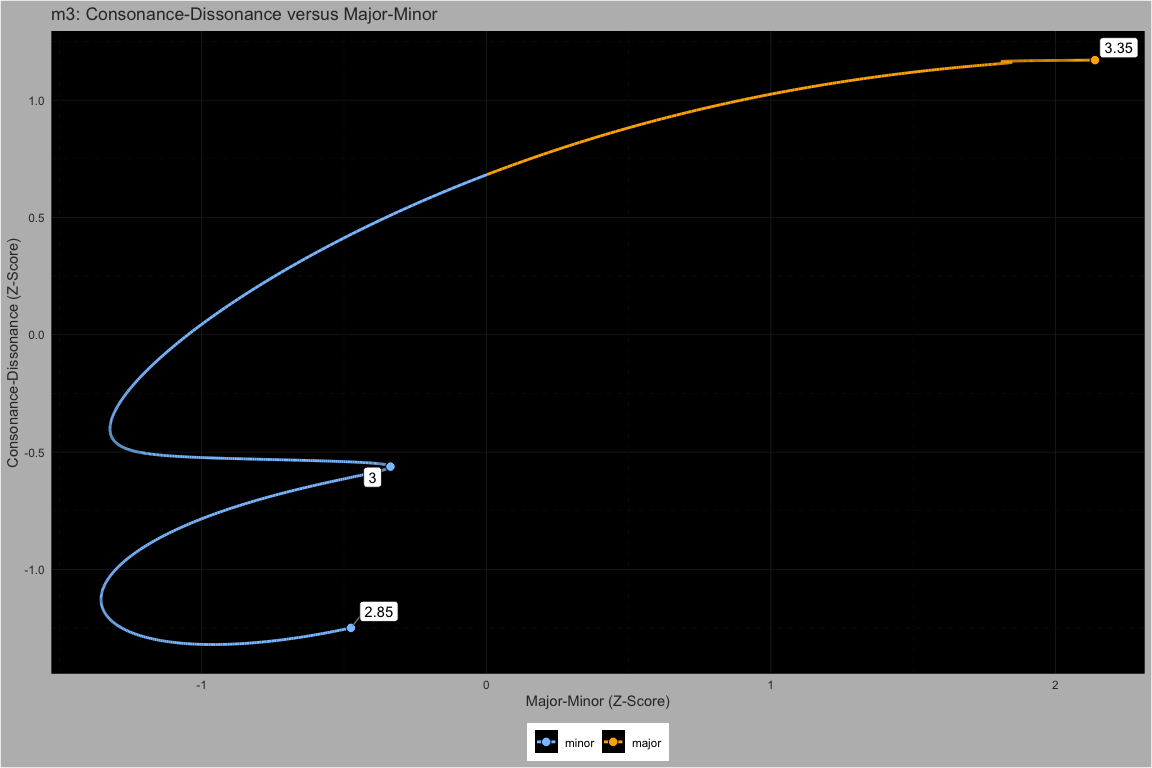 m3: Consonance-Dissonance versus Major-Minor
3.35
1.0
0.5
0.0
-0.5
-1.0
Consonance-Dissonance (Z-Score)
3
2.85
-1
0
1
2
Major-Minor (Z-Score)
minor
major